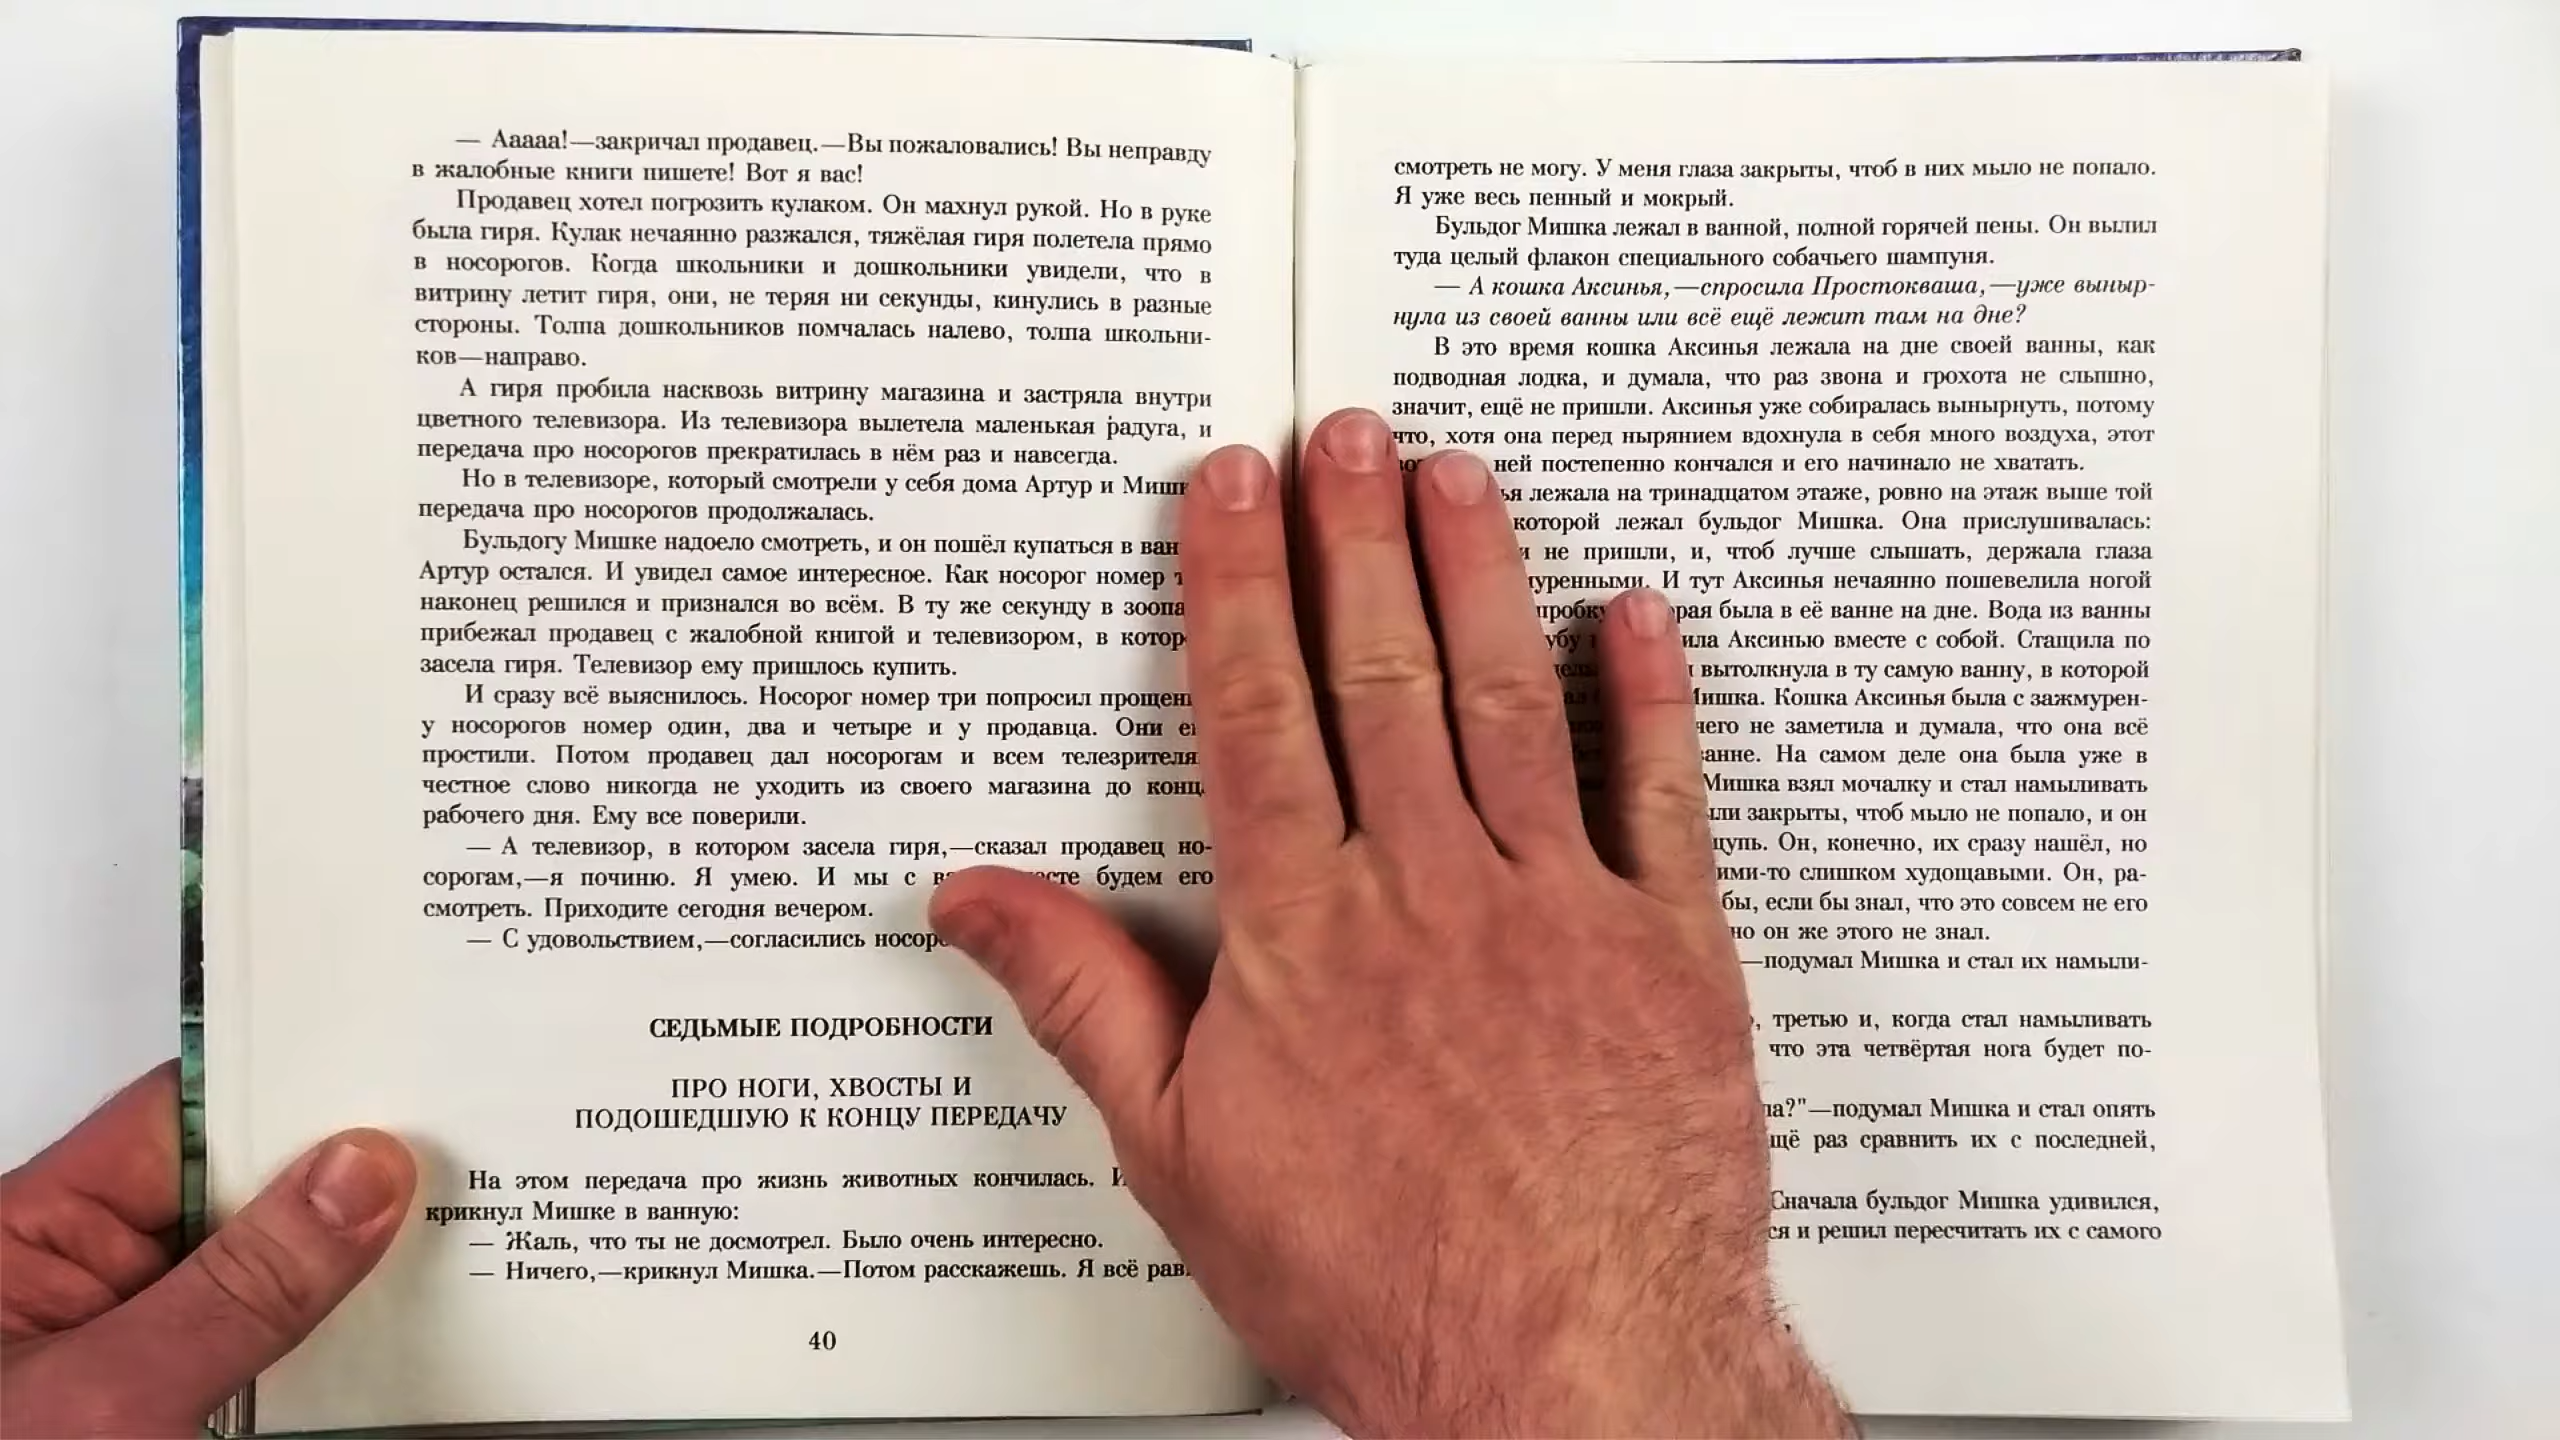 — Ааааа!—закричал продавец.—Вы пожаловались! Вы неправду
в жалобные книги пишете! Вот я вас!
Продавец хотел погрозить кулаком. Он махнул рукой. Но в руке
была гиря. Кулак нечаянно разжался, тяжёлая гиря полетела прямо
в носорогов. Когда школьники и дошкольники увидели, что в
витрину летит гиря, они, не теряя ни секунды, кинулись в разные
стороны. Толпа дошкольников помчалась налево, толпа школьни-
ков—направо.
А гиря пробила насквозь витрину магазина и застряла внутри
цветного телевизора. Из телевизора вылетела маленькая радуга, и
передача про носорогов прекратилась в нём раз и навсегда.
Но в телевизоре, который смотрели у себя дома Артур и
передача про носорогов продолжалась.
Бульдогу Мишке надоело смотреть, и он пошёл купаться в
Артур остался. И увидел самое интересное. Как носорог номер
наконец решился и признался во всём. В ту же секунду в
прибежал продавец с жалобной книгой и телевизором, в
засела гиря. Телевизор ему пришлось купить.
И сразу всё выяснилось. Носорог номер три попросил
у носорогов номер один, два и четыре и у продавца. Они
простили. Потом продавец дал носорогам и всем
честное слово никогда не уходить из своего магазина до
рабочего дня. Ему все поверили.
— А телевизор, в котором засела гиря,—сказал продавец но-
сорогам,—я починю. Я умею. И мы с будем его
смотреть. Приходите сегодня вечером.
— С удовольствием,—согласились
СЕДЬМЫЕ ПОДРОБНОСТИ
ПРО НОГИ, ХВОСТЫ И
ПОДОШЕДШУЮ К КОНЦУ ПЕРЕДАЧУ
На этом передача про жизнь животных кончилась.
крикнул Мишке в ванную:
— Жаль, что ты не досмотрел. Было очень интересно.
— Ничего,—крикнул Мишка.—Потом расскажешь. Я всё
40
смотреть не могу. У меня глаза закрыты, чтоб в них мыло не попало.
Я уже весь пенный и мокрый.
Бульдог Мишка лежал в ванной, полной горячей пены. Он вылил
туда целый флакон специального собачьего шампуня.
— А кошка Аксинья,—спросила Простокваша,—уже выныр-
нула из своей ванны или всё ещё лежит там на дне?
В это время кошка Аксинья лежала на дне своей ванны, как
подводная лодка, и думала, что раз звона и грохота не слышно,
значит, ещё не пришли. Аксинья уже собиралась вынырнуть, потому
что, хотя она перед нырянием вдохнула в себя много воздуха, этот
ней постепенно кончался и его начинало не хватать.
лежала на тринадцатом этаже, ровно на этаж выше той
которой лежал бульдог Мишка. Она прислушивалась:
не пришли, и, чтоб лучше слышать, держала глаза
И тут Аксинья нечаянно пошевелила ногой
была в её ванне на дне. Вода из ванны
Аксинью вместе с собой. Стащила по
вытолкнула в ту самую ванну, в которой
Мишка. Кошка Аксинья была с зажмурен-
не заметила и думала, что она всё
На самом деле она была уже в
Мишка взял мочалку и стал намыливать
закрыты, чтоб мыло не попало, и он
Он, конечно, их сразу нашёл, но
слишком худощавыми. Он, ра-
бы, если бы знал, что это совсем не его
но он же этого не знал.
—подумал Мишка и стал их намыли-
третью и, когда стал намыливать
что эта четвёртая нога будет по-
—подумал Мишка и стал опять
раз сравнить их с последней,
Сначала бульдог Мишка удивился,
и решил пересчитать их с самого